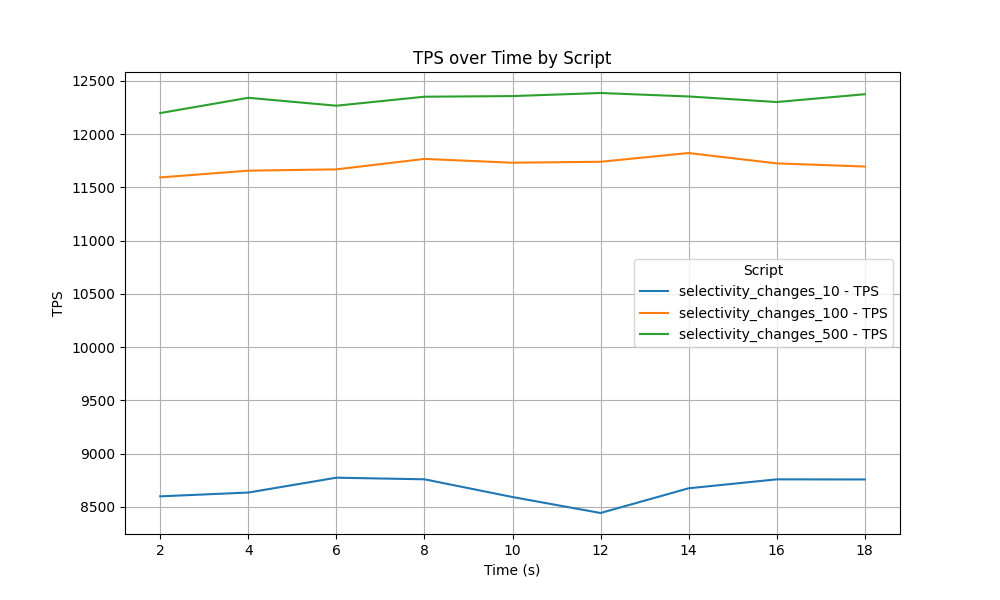 TPS over Time by Script
12500
12000
11500
11000
10500
10000
9500
9000
8500
TPS
Script
selectivity_changes_10 - TPS
selectivity_changes_100 - TPS
selectivity_changes_500 - TPS
2 4 6 8 10 12 14 16 18
Time (s)